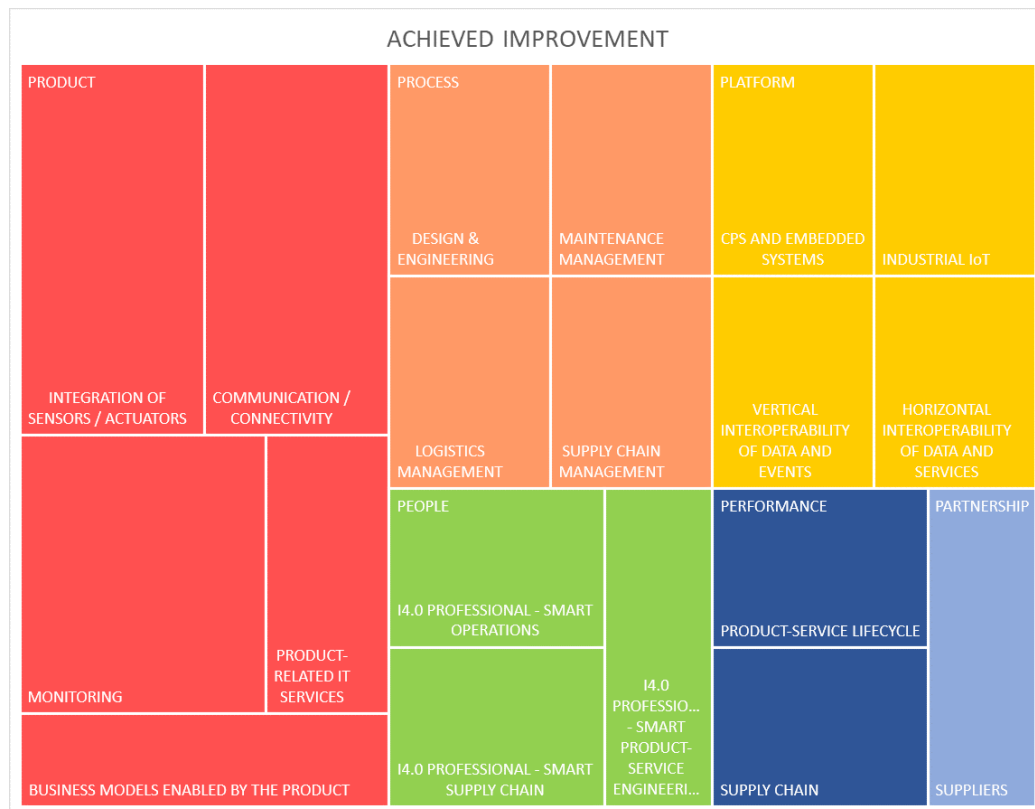 ACHIEVED IMPROVEMENT
PRODUCT
INTEGRATION OF
SENSORS / ACTUATORS
COMMUNICATION /
CONNECTIVITY
MONITORING
PRODUCT-
RELATED IT
SERVICES
BUSINESS MODELS ENABLED BY THE PRODUCT
PROCESS
DESIGN &
ENGINEERING
MAINTENANCE
MANAGEMENT
LOGISTICS
MANAGEMENT
SUPPLY CHAIN
MANAGEMENT
PLATFORM
CPS AND EMBEDDED
SYSTEMS
INDUSTRIAL IoT
VERTICAL
INTEROPERABILITY
OF DATA AND
EVENTS
HORIZONTAL
INTEROPERABILITY
OF DATA AND
SERVICES
PEOPLE
I4.0 PROFESSIONAL - SMART
OPERATIONS
I4.0 PROFESSIONAL - SMART
SUPPLY CHAIN
I4.0
PROFESSIO...
- SMART
PRODUCT-
SERVICE
ENGINEERI...
PERFORMANCE
PRODUCT-SERVICE LIFECYCLE
SUPPLY CHAIN
PARTNERSHIP
SUPPLIERS